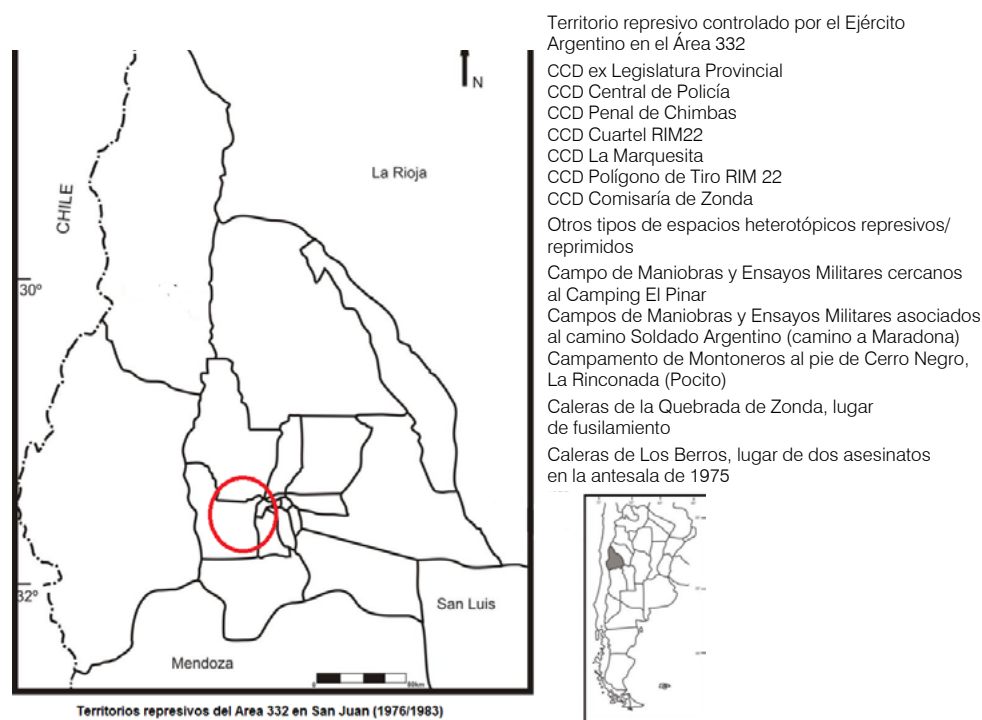 Territorio represivo controlado por el Ejército
Argentino en el Área 332
CCD ex Legislatura Provincial
CCD Central de Policía
CCD Penal de Chimbas
CCD Cuartel RIM22
CCD La Marquesita
CCD Polígono de Tiro RIM 22
CCD Comisaría de Zonda
Otros tipos de espacios heterotópicos represivos/
reprimidos
Campo de Maniobras y Ensayos Militares cercanos
al Camping El Pinar
Campos de Maniobras y Ensayos Militares asociados
al camino Soldado Argentino (camino a Maradona)
Campamento de Montoneros al pie de Cerro Negro,
La Rinconada (Pocito)
Caleras de la Quebrada de Zonda, lugar
de fusilamiento
Caleras de Los Berros, lugar de dos asesinatos
en la antesala de 1975
N
La Rioja
CHILE
30º
32º
San Luis
Mendoza
0
80km
Territorios represivos del Area 332 en San Juan (1976/1983)